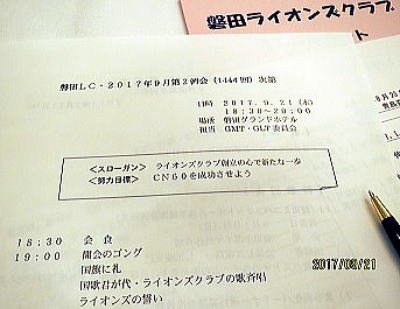 磐田ライオンズクラブ
磐田LC・2017年9月第2例会（1144回）次第
日時 2017．9．21（木）
18：30～20：00
場所 磐田グランドホテル
担当 GMT・GLT委員会
＜スローガン＞ ライオンズクラブ創立の心で新たな一歩
＜努力目標＞ CN60を成功させよう
18：30 会 食
19：00 開会のゴング
国旗に礼
国歌君が代・ライオンズクラブの歌斉唱
ライオンズの誓い
2017/09/21